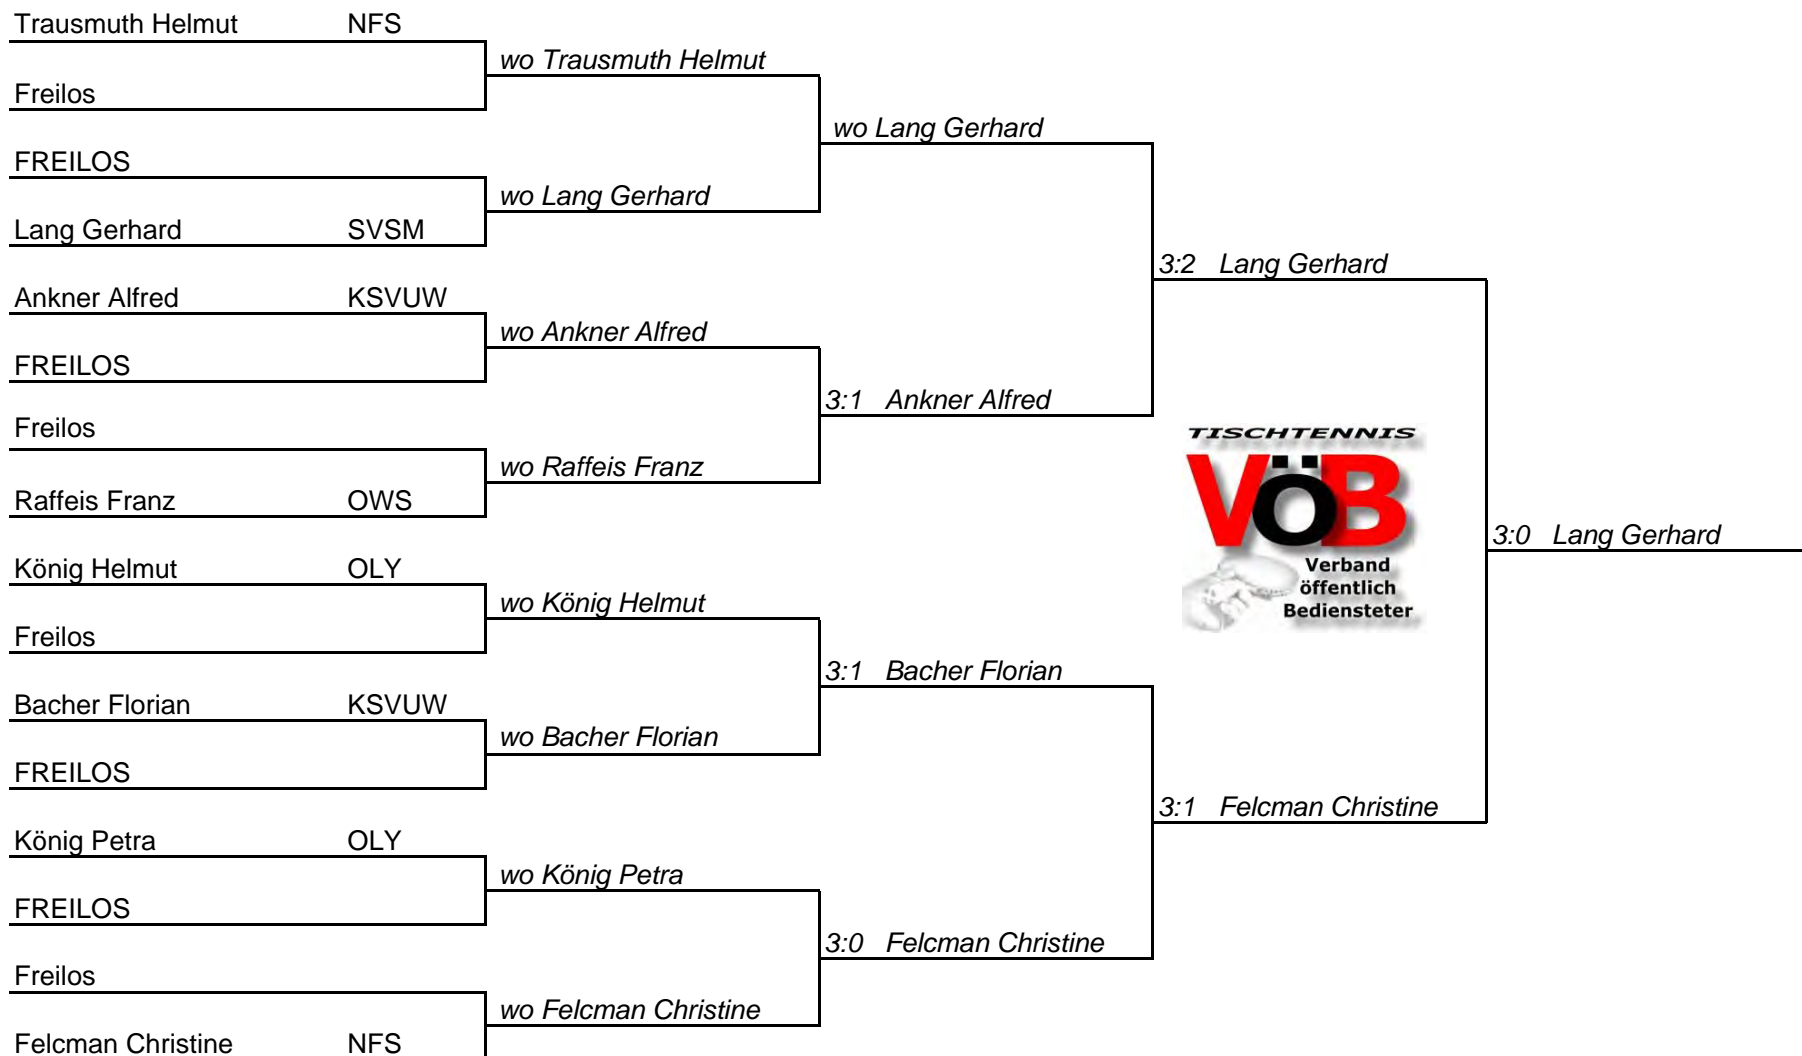 Trausmuth Helmut NFS
wo Trausmuth Helmut
Freilos
wo Lang Gerhard
FREILOS
wo Lang Gerhard
Lang Gerhard SVSM
3:2 Lang Gerhard
Ankner Alfred KSVUW
wo Ankner Alfred
FREILOS
3:1 Ankner Alfred
Freilos
TISCHTENNIS
VöB
Verband
öffentlich
Bediensteter
wo Raffeis Franz
Raffeis Franz OWS
3:0 Lang Gerhard
König Helmut OLY
wo König Helmut
Freilos
3:1 Bacher Florian
Bacher Florian KSVUW
wo Bacher Florian
FREILOS
3:1 Felcman Christine
König Petra OLY
wo König Petra
FREILOS
3:0 Felcman Christine
Freilos
wo Felcman Christine
Felcman Christine NFS